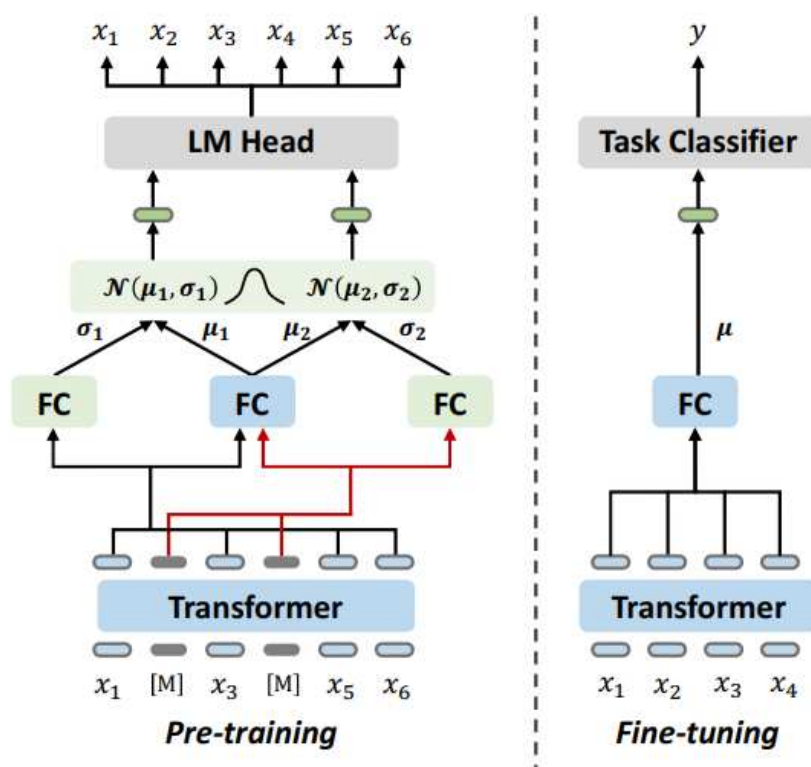 x₁ x₂ x₃ x₄ x₅ x₆
LM Head
𝒩(μ₁, σ₁) 𝒩(μ₂, σ₂)
σ₁ μ₁ μ₂ σ₂
FC FC FC
Transformer
x₁ [M] x₃ [M] x₅ x₆
Pre-training
y
Task Classifier
μ
FC
Transformer
x₁ x₂ x₃ x₄
Fine-tuning